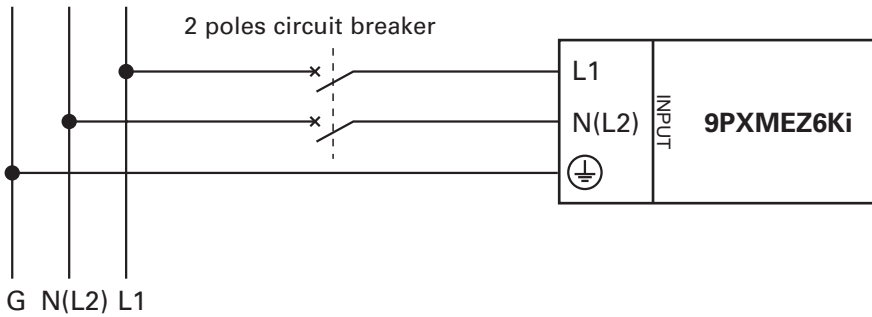 2 poles circuit breaker
L1
N(L2)
INPUT
9PXMEZ6Ki
G N(L2) L1